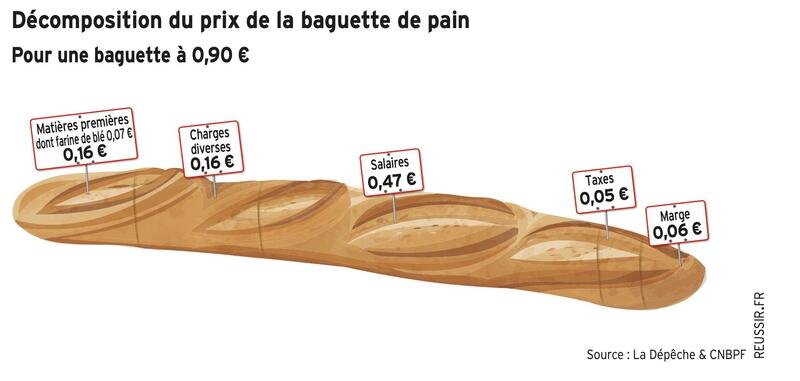 Décomposition du prix de la baguette de pain
Pour une baguette à 0,90 €
Matières premières
dont farine de blé 0,07 €
0,16 €
Charges
diverses
0,16 €
Salaires
0,47 €
Taxes
0,05 €
Marge
0,06 €
Source : La Dépêche & CNBPF
REUSSIR.FR